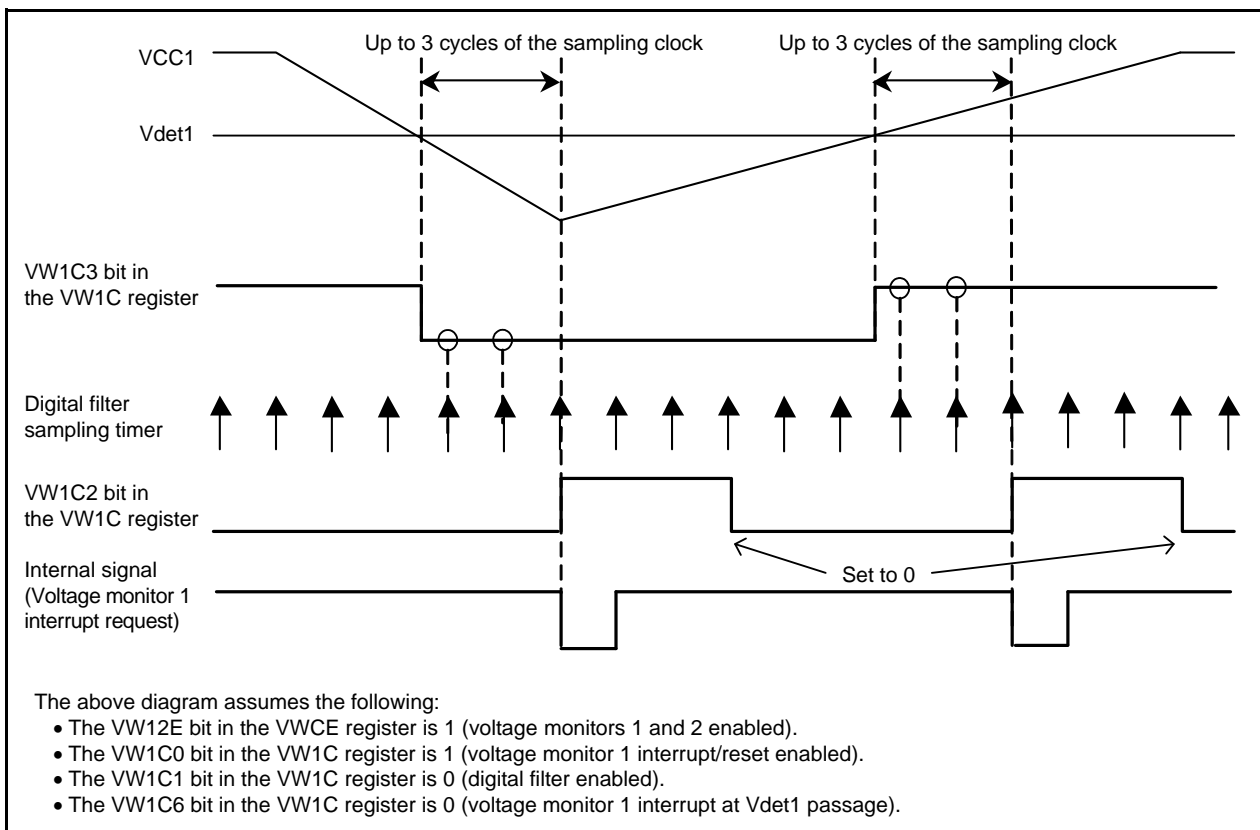 Up to 3 cycles of the sampling clock
Up to 3 cycles of the sampling clock
VCC1
Vdet1
VW1C3 bit in
the VW1C register
Digital filter
sampling timer
VW1C2 bit in
the VW1C register
Set to 0
Internal signal
(Voltage monitor 1
interrupt request)
The above diagram assumes the following:
• The VW12E bit in the VWCE register is 1 (voltage monitors 1 and 2 enabled).
• The VW1C0 bit in the VW1C register is 1 (voltage monitor 1 interrupt/reset enabled).
• The VW1C1 bit in the VW1C register is 0 (digital filter enabled).
• The VW1C6 bit in the VW1C register is 0 (voltage monitor 1 interrupt at Vdet1 passage).